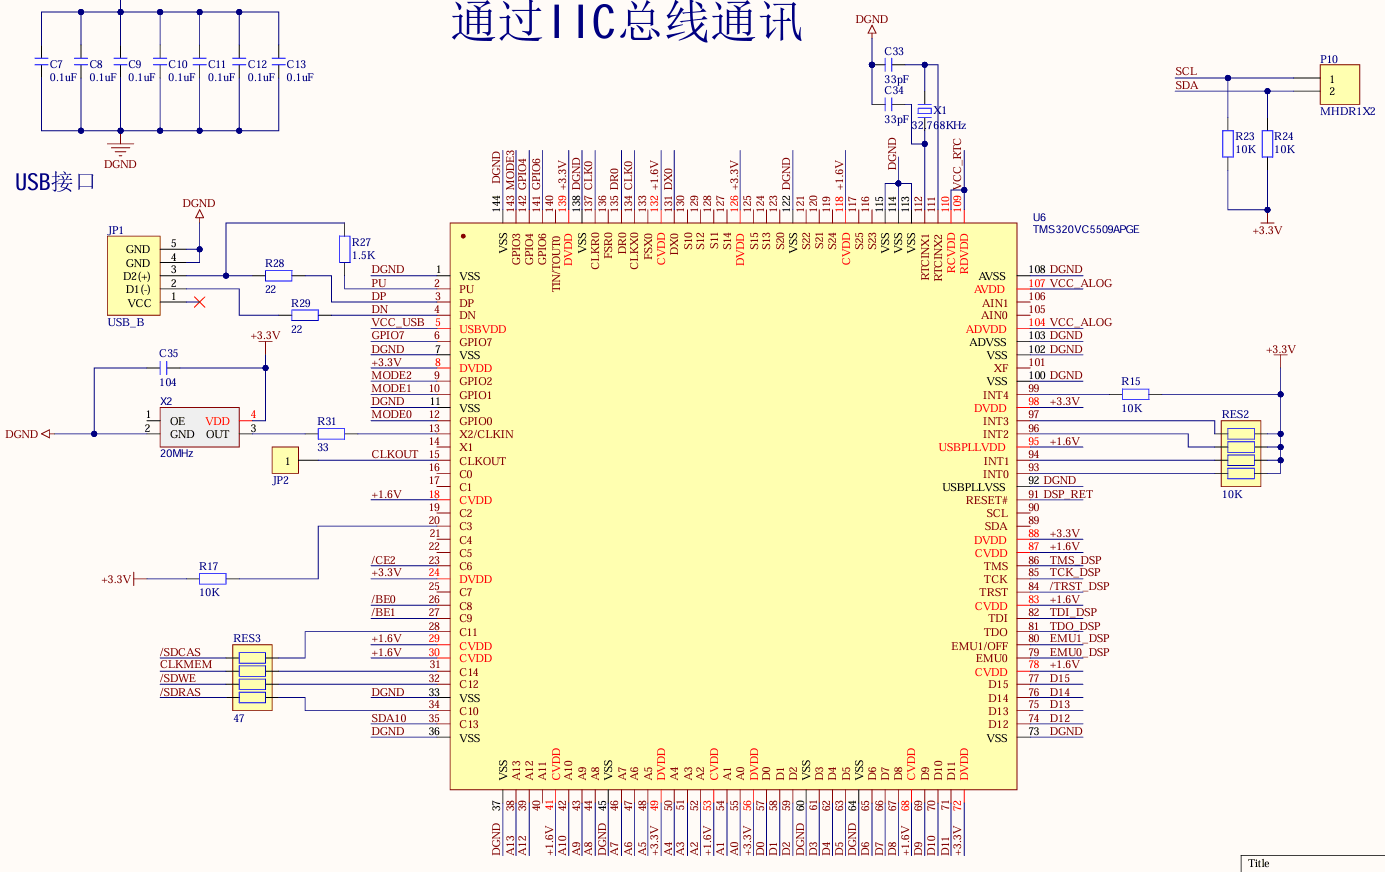 通过IIC总线通讯
C7 C8 C9 C10 C11 C12 C13
0.1uF 0.1uF 0.1uF 0.1uF 0.1uF 0.1uF 0.1uF
DGND
USB接口
DGND
C33
33pF
C34
33pF
X1
32.768KHz
DGND
VCC_RTC
SCL
SDA
P10
1
2
MHDR1X2
R23
10K
R24
10K
+3.3V
DGND MODE3 GPIO4 GPIO6 +3.3V DGND CLKR0 DR0 CLK0 +1.6V DX0 +3.3V DGND +1.6V
144 143 142 141 140 139 138 137 136 135 134 133 132 131 130 129 128 127 126 125 124 123 122 121 120 119 118 117 116 115 114 113 112 111 110 109
VSS GPIO3 GPIO4 GPIO6 TIN/TOUT0 DVDD VSS CLKR0 FSR0 DR0 CLKX0 FSX0 CVDD DX0 S10 S12 S11 S14 DVDD S15 S13 S20 VSS S22 S21 S24 CVDD S25 S23 VSS VSS VSS RTCINX1 RTCINX2 RCVDD RDVDD
U6
TMS320VC5509APGE
DGND
JP1
GND 5
GND 4
D2(+) 3
D1(-) 2
VCC 1
USB_B
R27
1.5K
R28
22
R29
22
+3.3V
C35
104
X2
1 OE VDD 4
2 GND OUT 3
20MHz
DGND
R31
33
1
JP2
+3.3V
R17
10K
RES3
/SDCAS
CLKMEM
/SDWE
/SDRAS
47
DGND 1 VSS
PU 2 PU
DP 3 DP
DN 4 DN
VCC_USB 5 USBVDD
GPIO7 6 GPIO7
DGND 7 VSS
+3.3V 8 DVDD
MODE2 9 GPIO2
MODE1 10 GPIO1
DGND 11 VSS
MODE0 12 GPIO0
13 X2/CLKIN
14 X1
CLKOUT 15 CLKOUT
16 C0
17 C1
+1.6V 18 CVDD
19 C2
20 C3
21 C4
22 C5
/CE2 23 C6
+3.3V 24 DVDD
25 C7
/BE0 26 C8
/BE1 27 C9
28 C11
+1.6V 29 CVDD
+1.6V 30 CVDD
31 C14
32 C12
DGND 33 VSS
34 C10
SDA10 35 C13
DGND 36 VSS
AVSS 108 DGND
AVDD 107 VCC_ALOG
AIN1 106
AIN0 105
ADVDD 104 VCC_ALOG
ADVSS 103 DGND
VSS 102 DGND
XF 101
VSS 100 DGND
INT4 99
DVDD 98 +3.3V
INT3 97
INT2 96
USBPLLVDD 95 +1.6V
INT1 94
INT0 93
USBPLLVSS 92 DGND
RESET# 91 DSP_RET
SCL 90
SDA 89
DVDD 88 +3.3V
CVDD 87 +1.6V
TMS 86 TMS_DSP
TCK 85 TCK_DSP
TRST 84 /TRST_DSP
CVDD 83 +1.6V
TDI 82 TDI_DSP
TDO 81 TDO_DSP
EMU1/OFF 80 EMU1_DSP
EMU0 79 EMU0_DSP
CVDD 78 +1.6V
D15 77 D15
D14 76 D14
D13 75 D13
D12 74 D12
VSS 73 DGND
R15
10K
+3.3V
RES2
10K
VSS A13 A12 A11 CVDD A10 A9 A8 VSS A7 A6 A5 DVDD A4 A3 A2 CVDD A1 A0 DVDD D0 D1 D2 VSS D3 D4 D5 VSS D6 D7 D8 CVDD D9 D10 D11 DVDD
37 38 39 40 41 42 43 44 45 46 47 48 49 50 51 52 53 54 55 56 57 58 59 60 61 62 63 64 65 66 67 68 69 70 71 72
DGND A13 A12 +1.6V A10 A9 A8 DGND A7 A6 A5 +3.3V A4 A3 A2 +1.6V A1 A0 +3.3V D0 D1 D2 DGND D3 D4 D5 DGND D6 D7 D8 +1.6V D9 D10 D11 +3.3V
Title